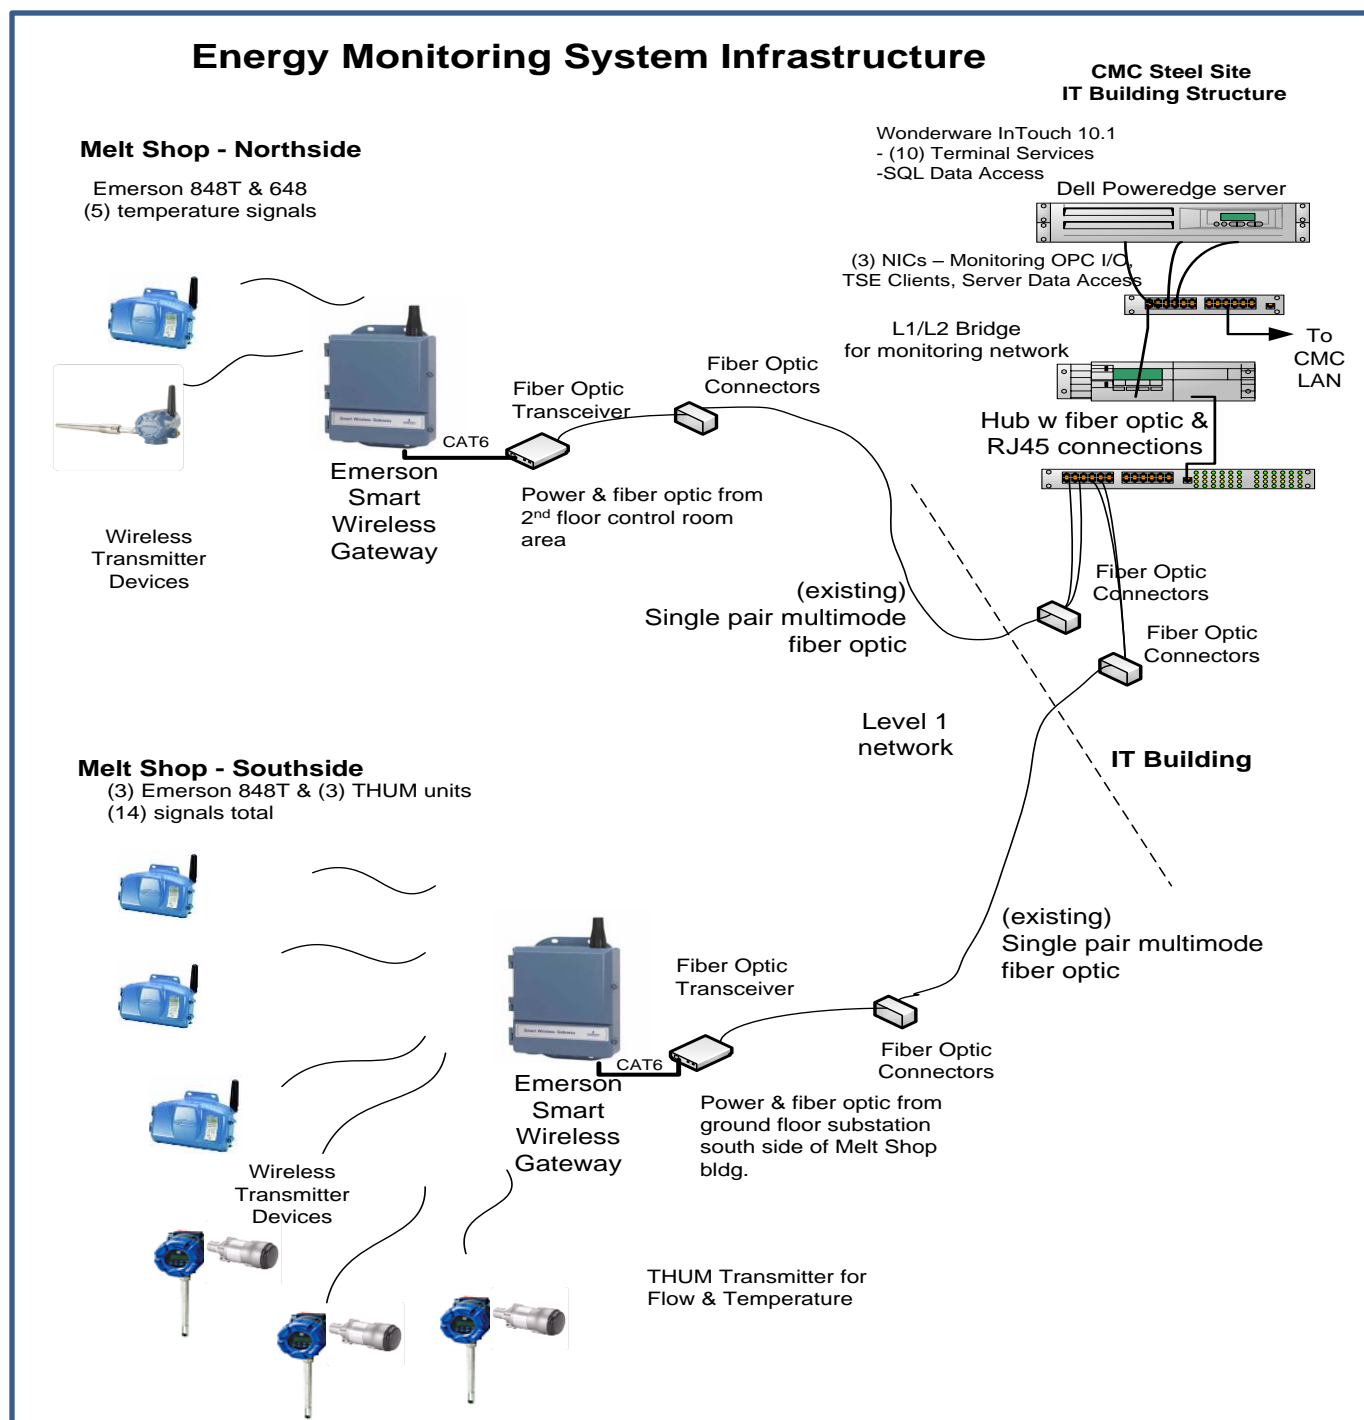 Energy Monitoring System Infrastructure
CMC Steel Site
IT Building Structure
Melt Shop - Northside
Emerson 848T & 648
(5) temperature signals
Wonderware InTouch 10.1
- (10) Terminal Services
-SQL Data Access
Dell Poweredge server
(3) NICs – Monitoring OPC I/O,
TSE Clients, Server Data Access
L1/L2 Bridge
for monitoring network
To
CMC
LAN
Hub w fiber optic &
RJ45 connections
Fiber Optic
Connectors
Fiber Optic
Transceiver
Smart Wireless Gateway
CAT6
Emerson
Smart
Wireless
Gateway
Power & fiber optic from
2nd floor control room
area
Wireless
Transmitter
Devices
(existing)
Single pair multimode
fiber optic
Fiber Optic
Connectors
Fiber Optic
Connectors
Level 1
network
IT Building
Melt Shop - Southside
(3) Emerson 848T & (3) THUM units
(14) signals total
(existing)
Single pair multimode
fiber optic
Fiber Optic
Transceiver
Smart Wireless Gateway
CAT6
Fiber Optic
Connectors
Emerson
Smart
Wireless
Gateway
Power & fiber optic from
ground floor substation
south side of Melt Shop
bldg.
Wireless
Transmitter
Devices
THUM Transmitter for
Flow & Temperature